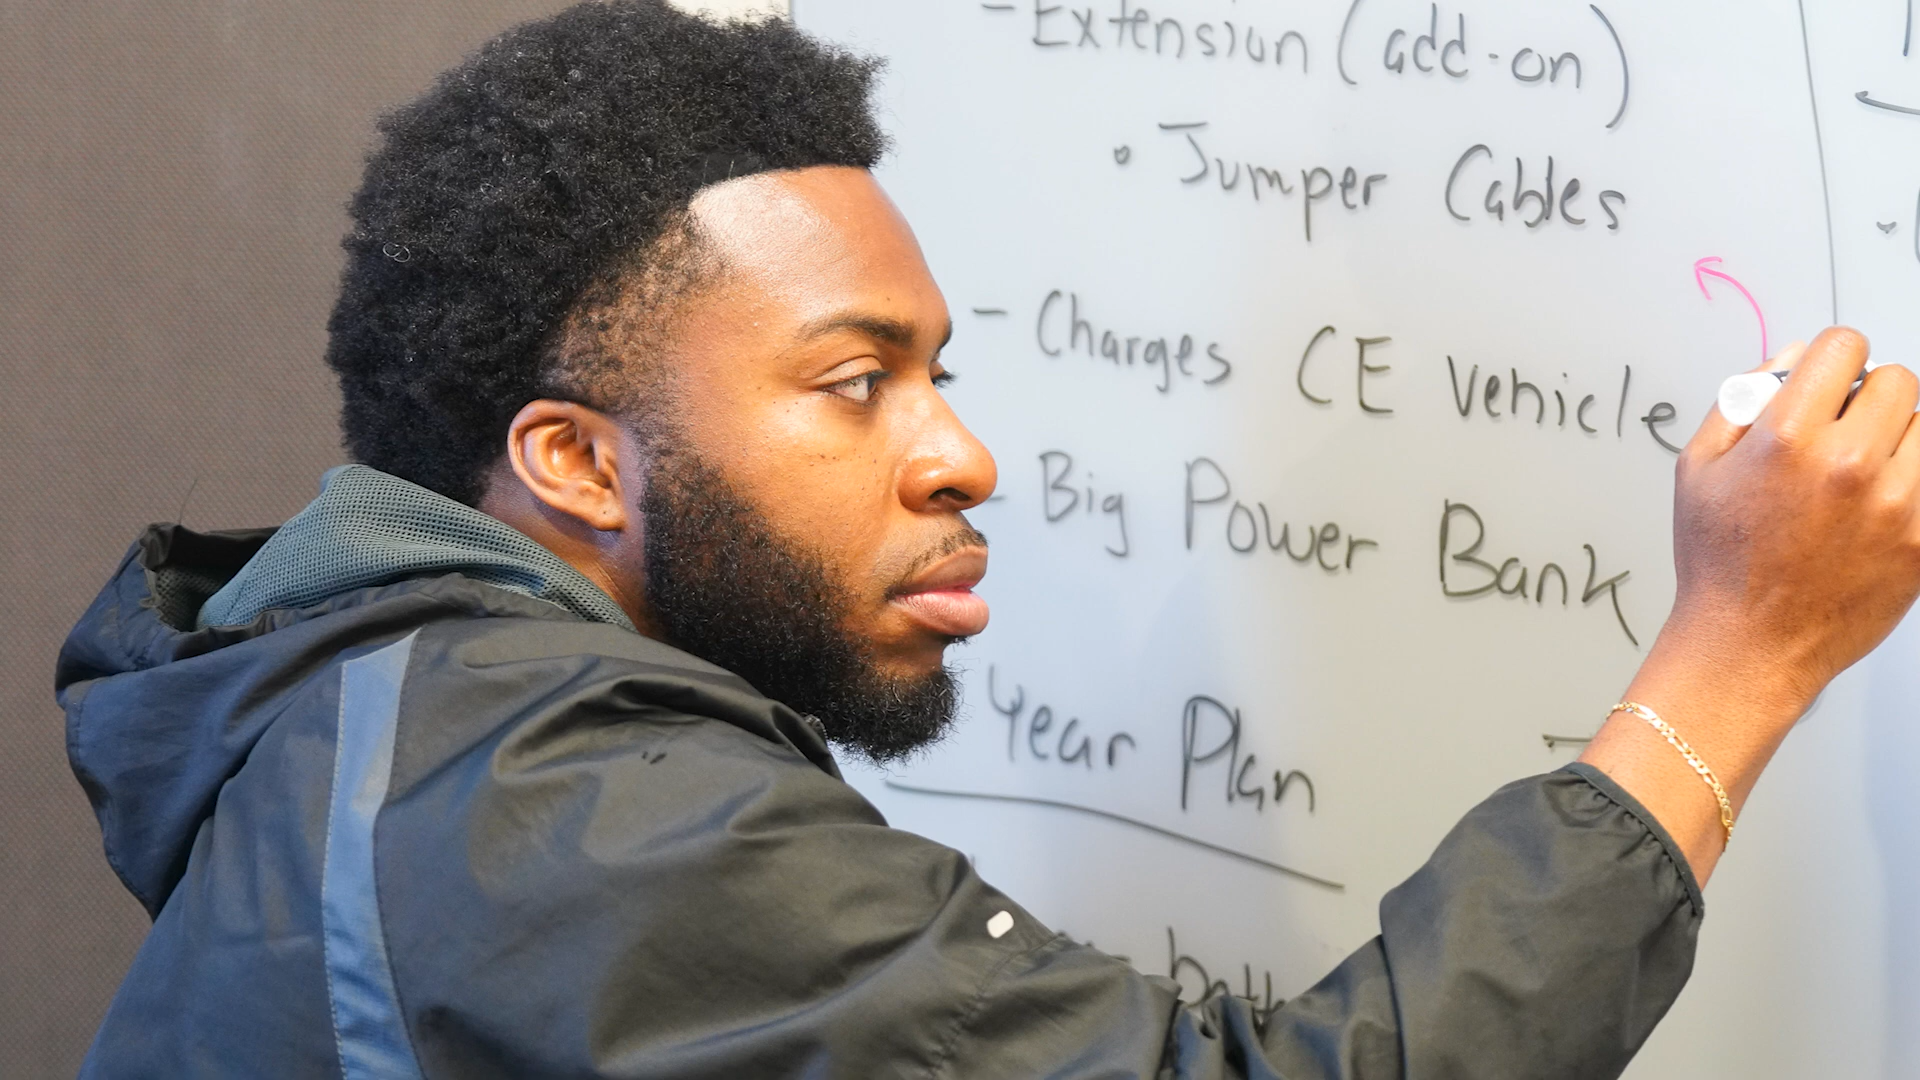 - Extension (add-on)
• Jumper Cables
- Charges CE vehicle
- Big Power Bank
Year Plan